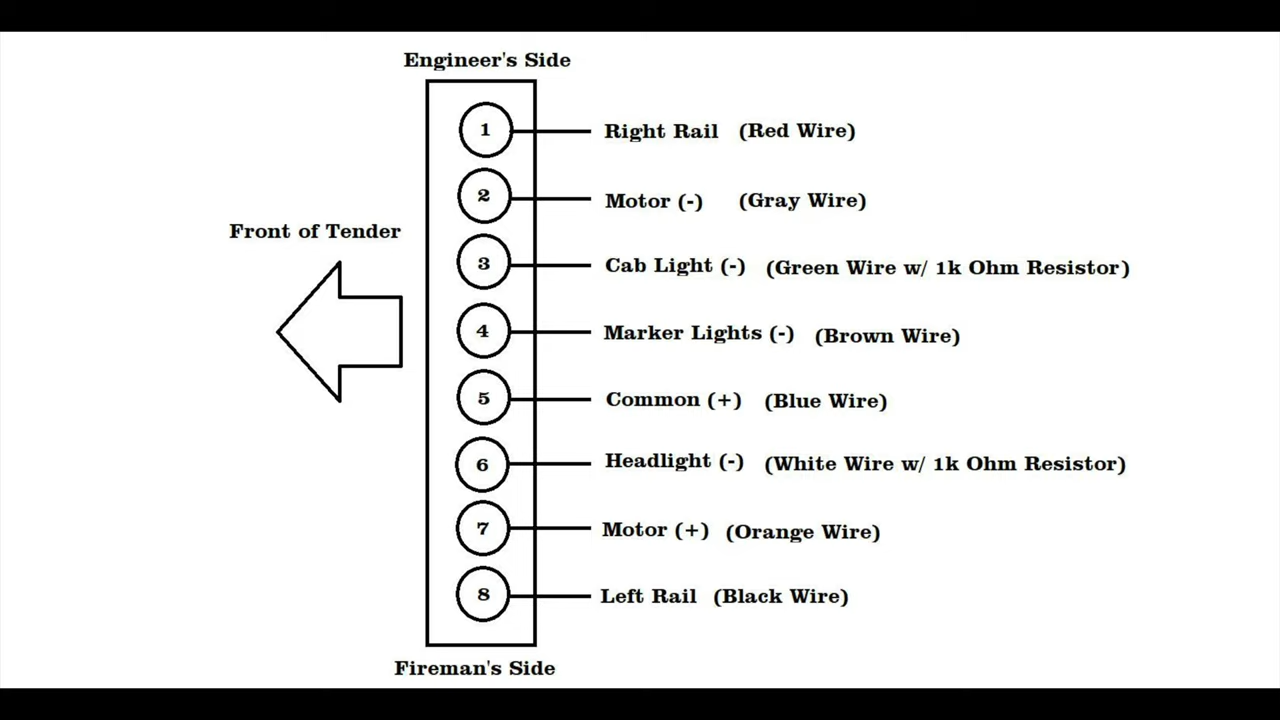 Engineer's Side
1 Right Rail (Red Wire)
2 Motor (-) (Gray Wire)
Front of Tender
3 Cab Light (-) (Green Wire w/ 1k Ohm Resistor)
4 Marker Lights (-) (Brown Wire)
5 Common (+) (Blue Wire)
6 Headlight (-) (White Wire w/ 1k Ohm Resistor)
7 Motor (+) (Orange Wire)
8 Left Rail (Black Wire)
Fireman's Side